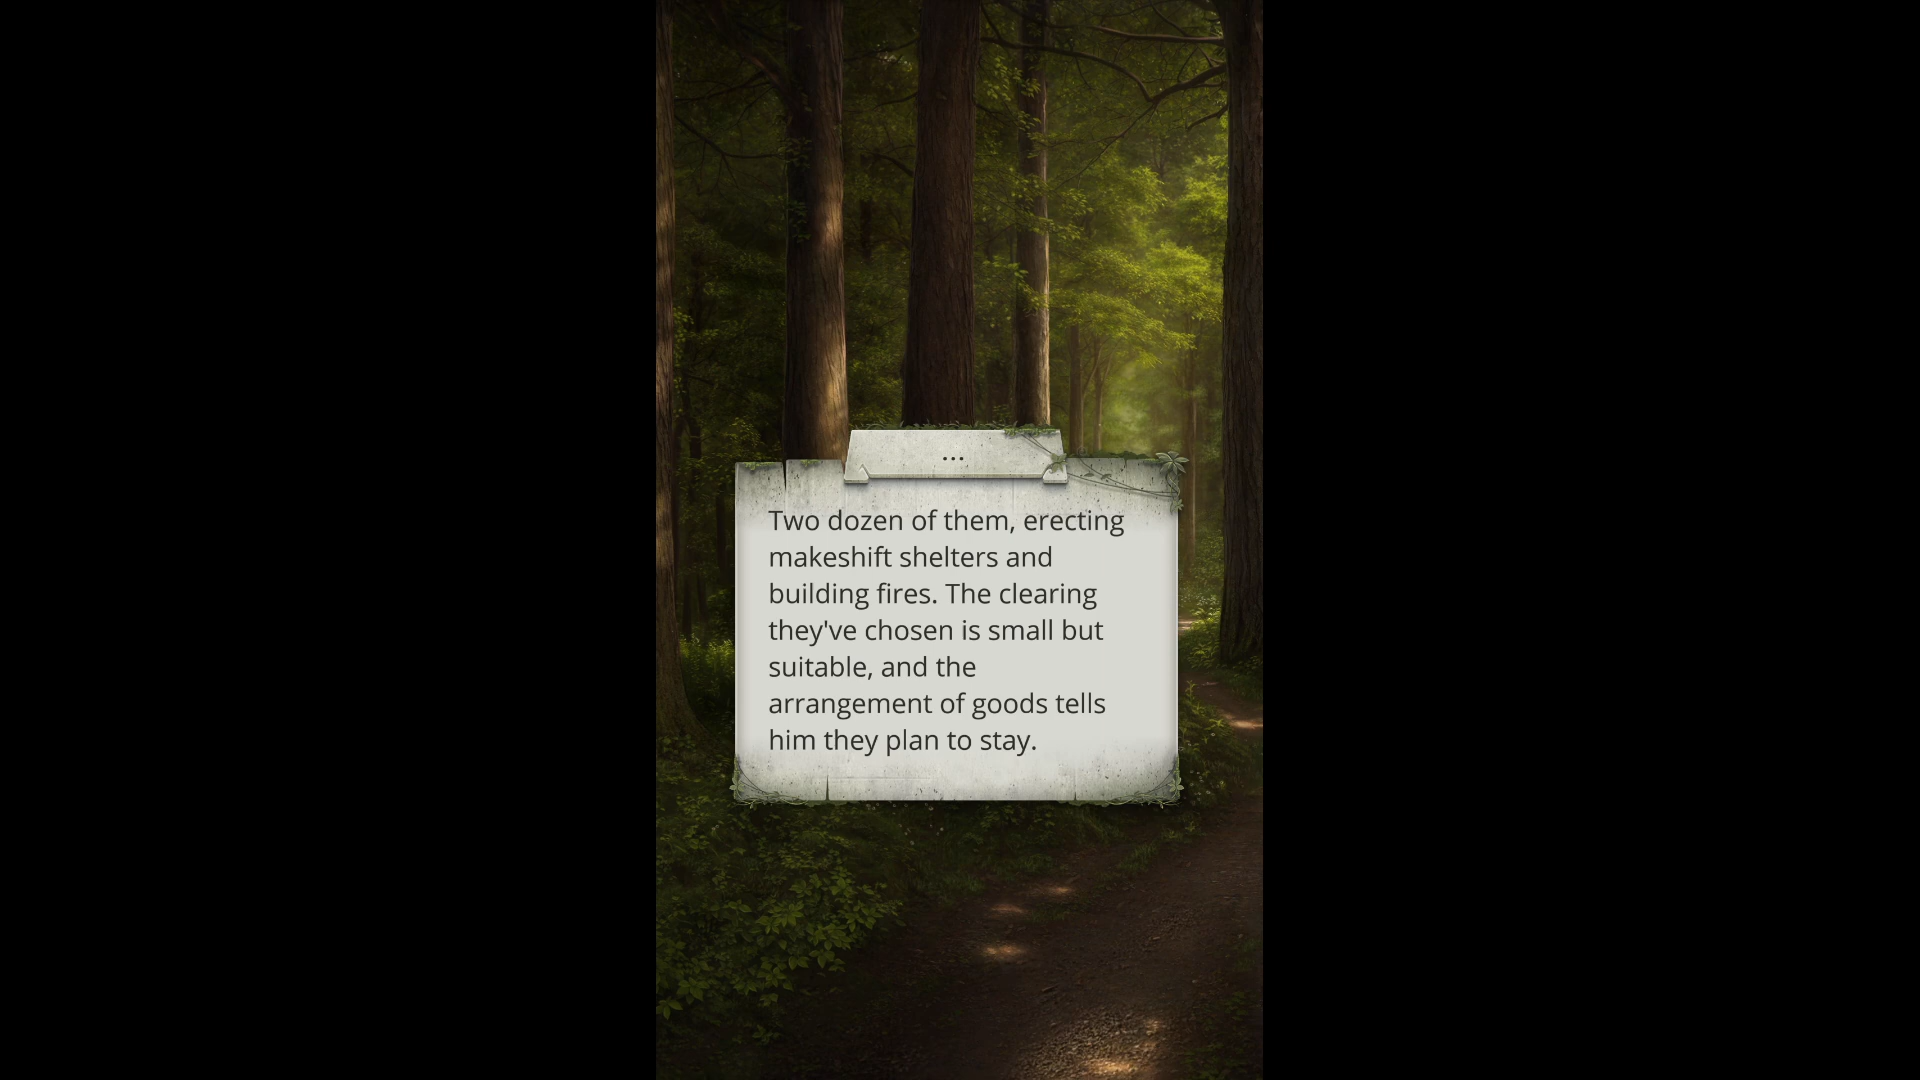 ...
Two dozen of them, erecting
makeshift shelters and
building fires. The clearing
they've chosen is small but
suitable, and the
arrangement of goods tells
him they plan to stay.